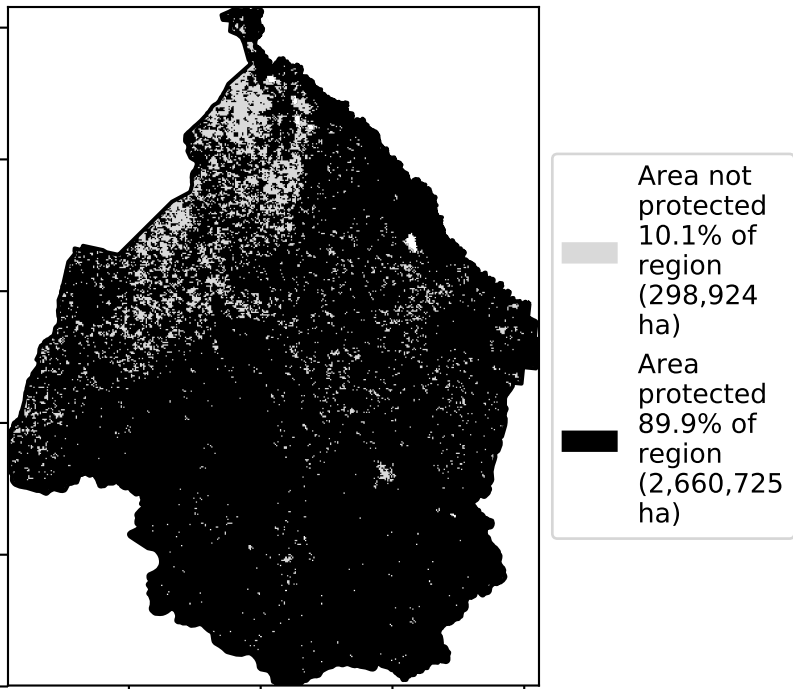 Area not
protected
10.1% of
region
(298,924
ha)
Area
protected
89.9% of
region
(2,660,725
ha)